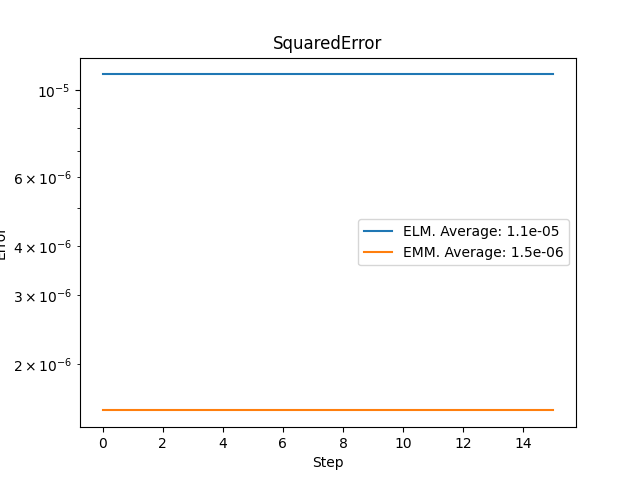 SquaredError
10⁻⁵
6 × 10⁻⁶
4 × 10⁻⁶
3 × 10⁻⁶
2 × 10⁻⁶
Error
ELM. Average: 1.1e-05
EMM. Average: 1.5e-06
0 2 4 6 8 10 12 14
Step